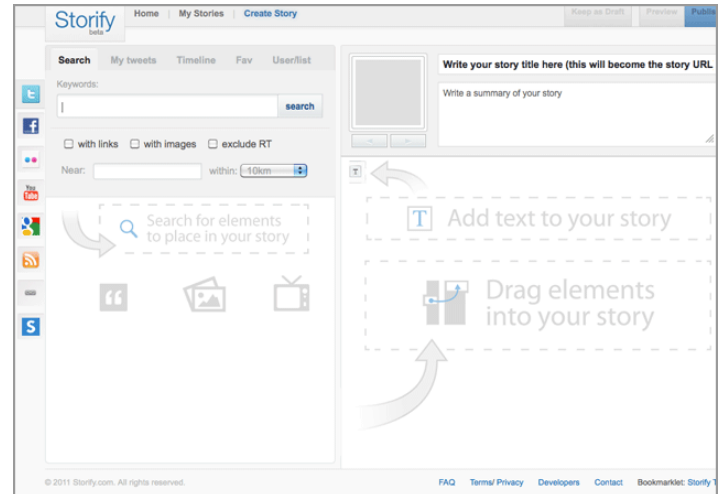 Storify
beta
Home | My Stories | Create Story
Keep as Draft
Preview
Publis
Search
My tweets
Timeline
Fav
User/list
Keywords:
search
with links
with images
exclude RT
Near:
within:
10km
Search for elements
to place in your story
You
Tube
S
Write your story title here (this will become the story URL
Write a summary of your story
T
T Add text to your story
Drag elements
into your story
© 2011 Storify.com. All rights reserved.
FAQ
Terms/ Privacy
Developers
Contact
Bookmarklet: Storify T